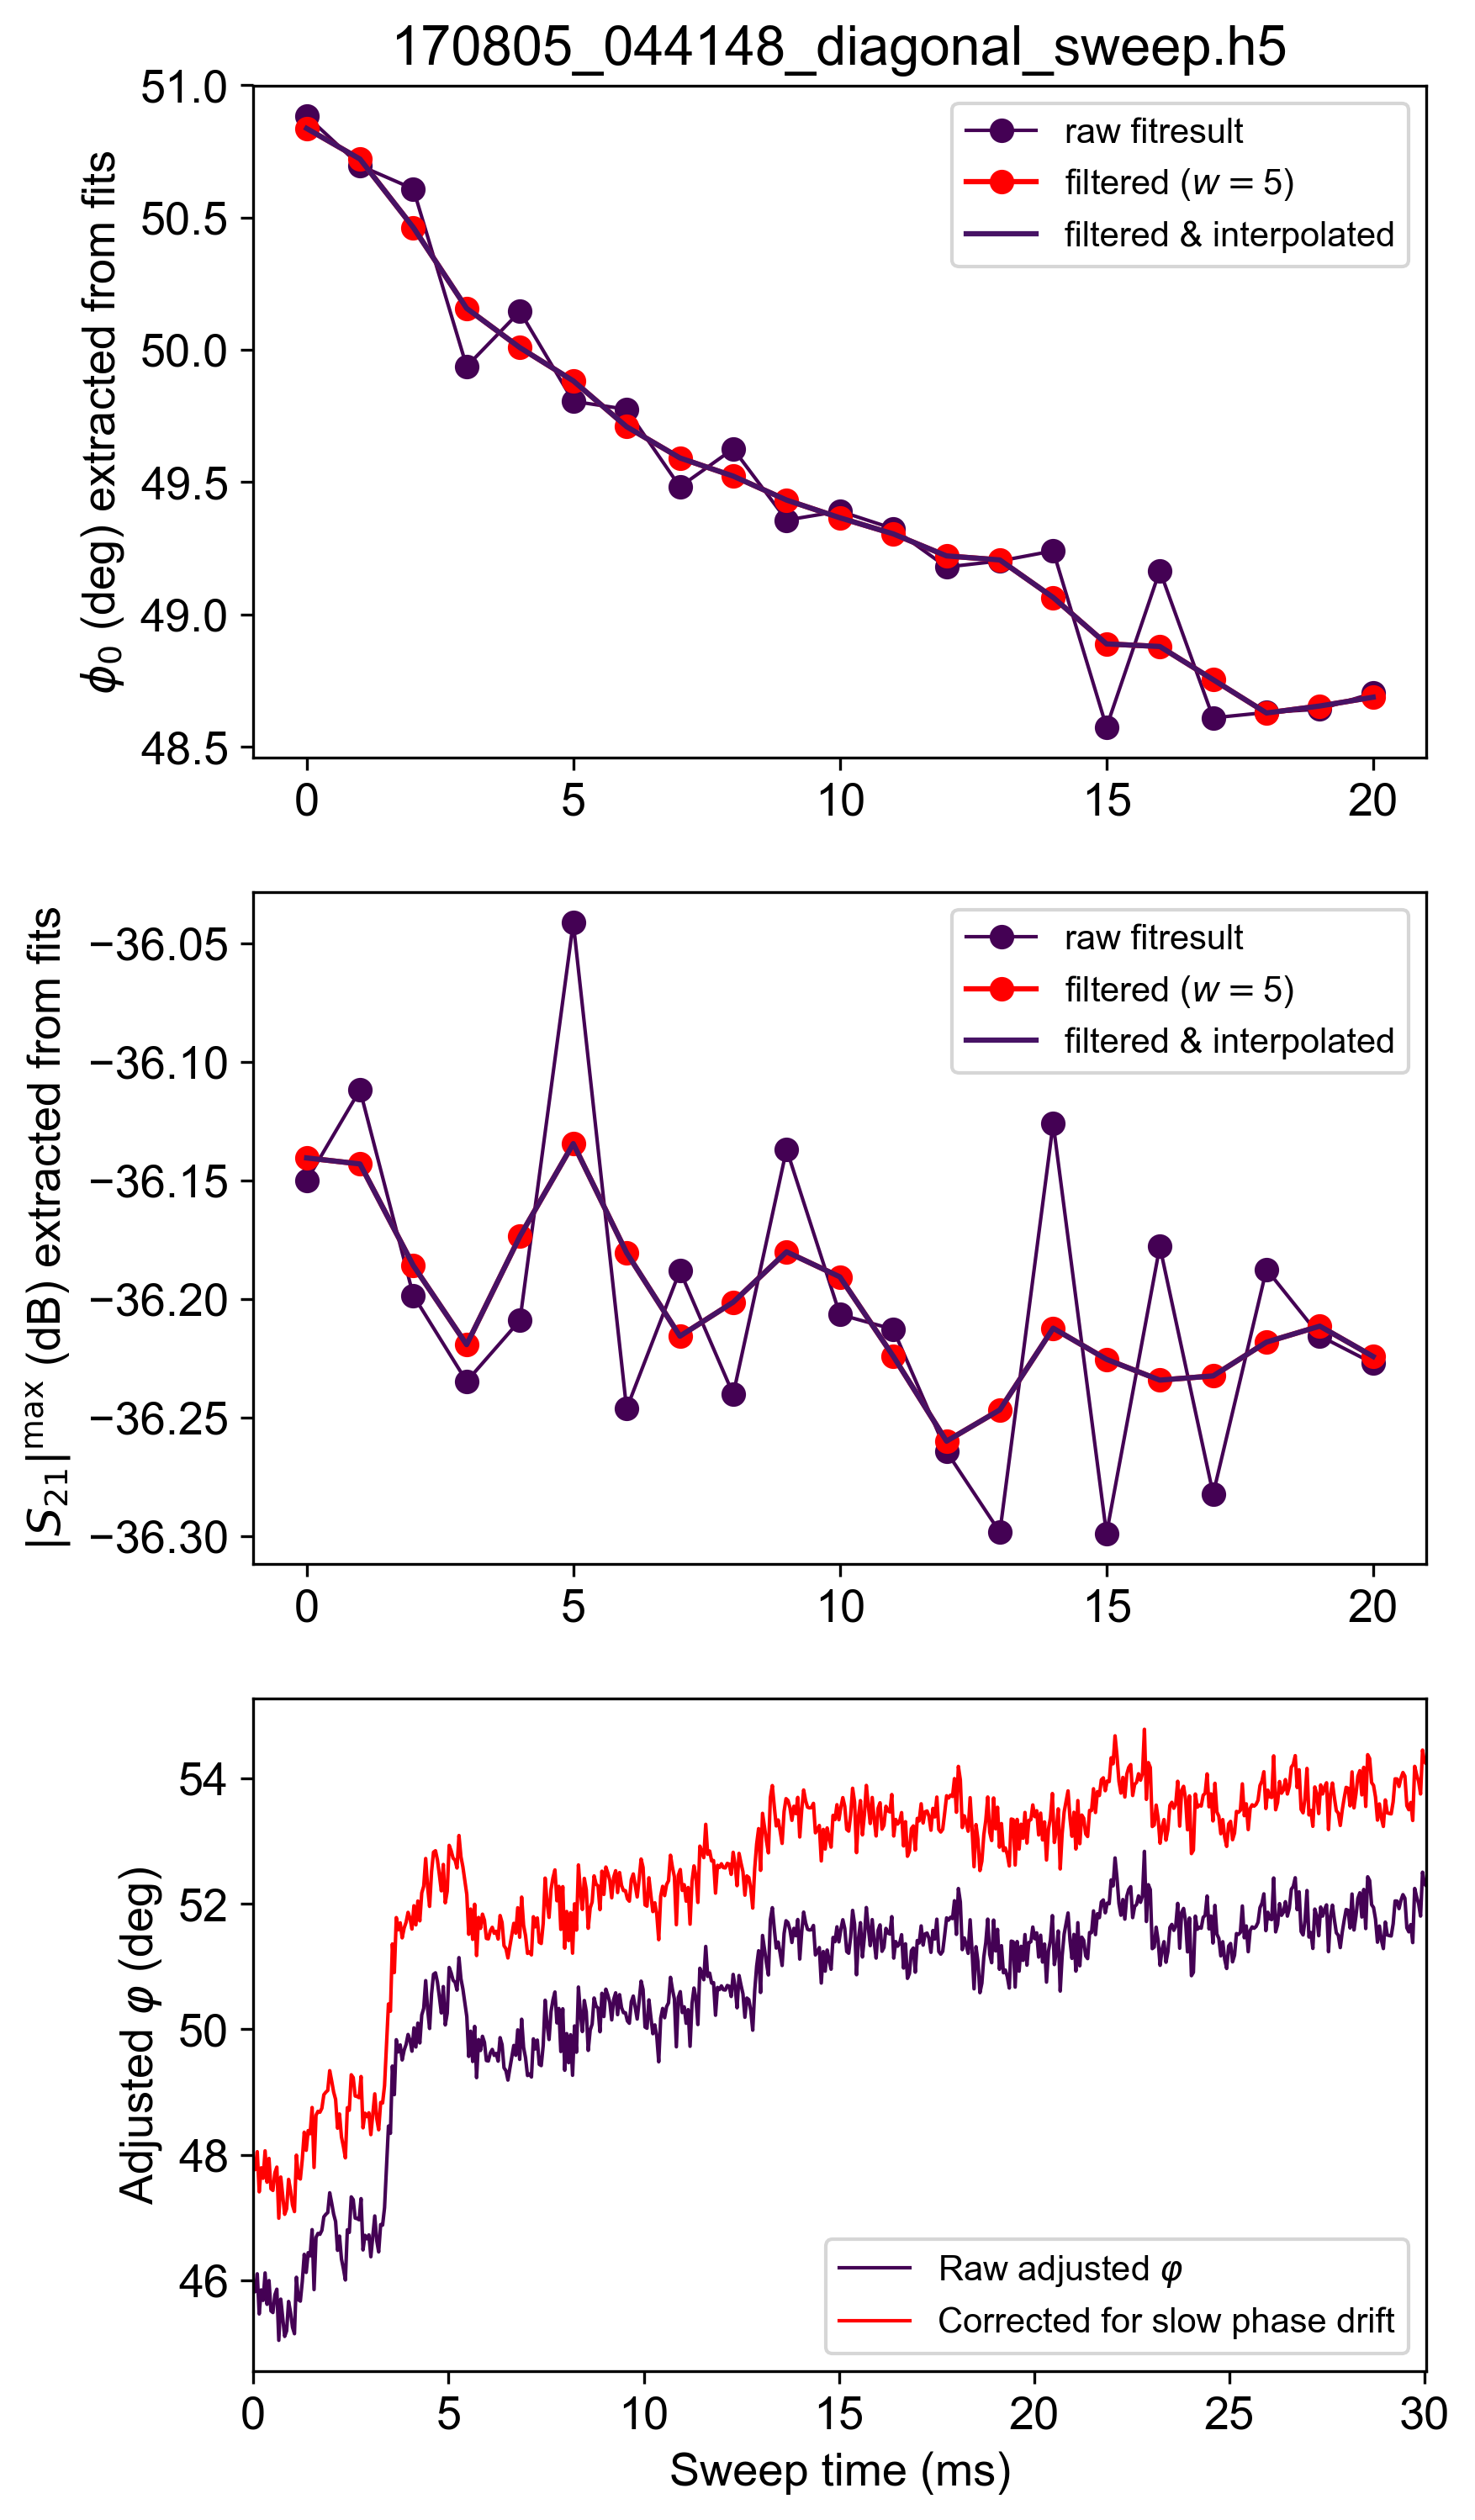 170805_044148_diagonal_sweep.h5
ϕ0 (deg) extracted from fits
51.0
50.5
50.0
49.5
49.0
48.5
raw fitresult
filtered (w = 5)
filtered & interpolated
0 5 10 15 20
|S21|max (dB) extracted from fits
−36.05
−36.10
−36.15
−36.20
−36.25
−36.30
raw fitresult
filtered (w = 5)
filtered & interpolated
0 5 10 15 20
Adjusted φ (deg)
54
52
50
48
46
Raw adjusted φ
Corrected for slow phase drift
0 5 10 15 20 25 30
Sweep time (ms)